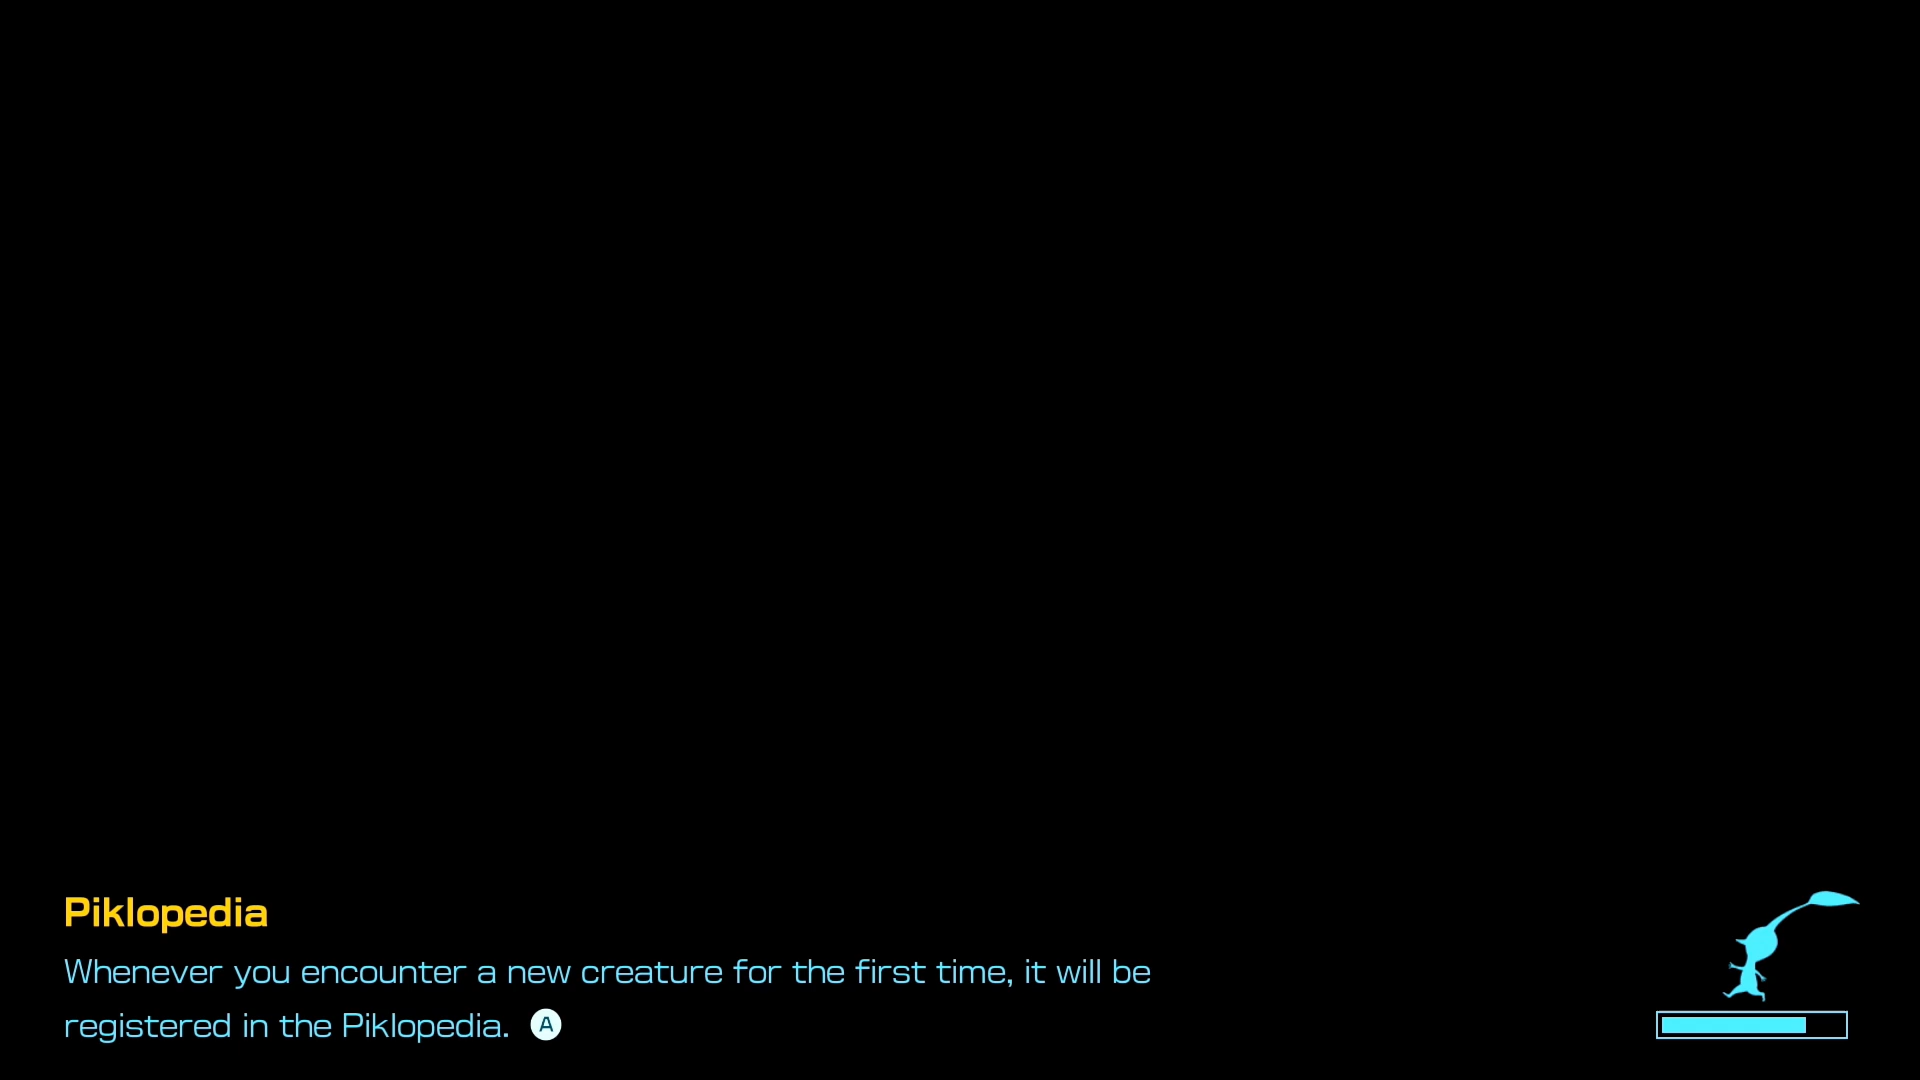 Piklopedia
Whenever you encounter a new creature for the first time, it will be
registered in the Piklopedia. A